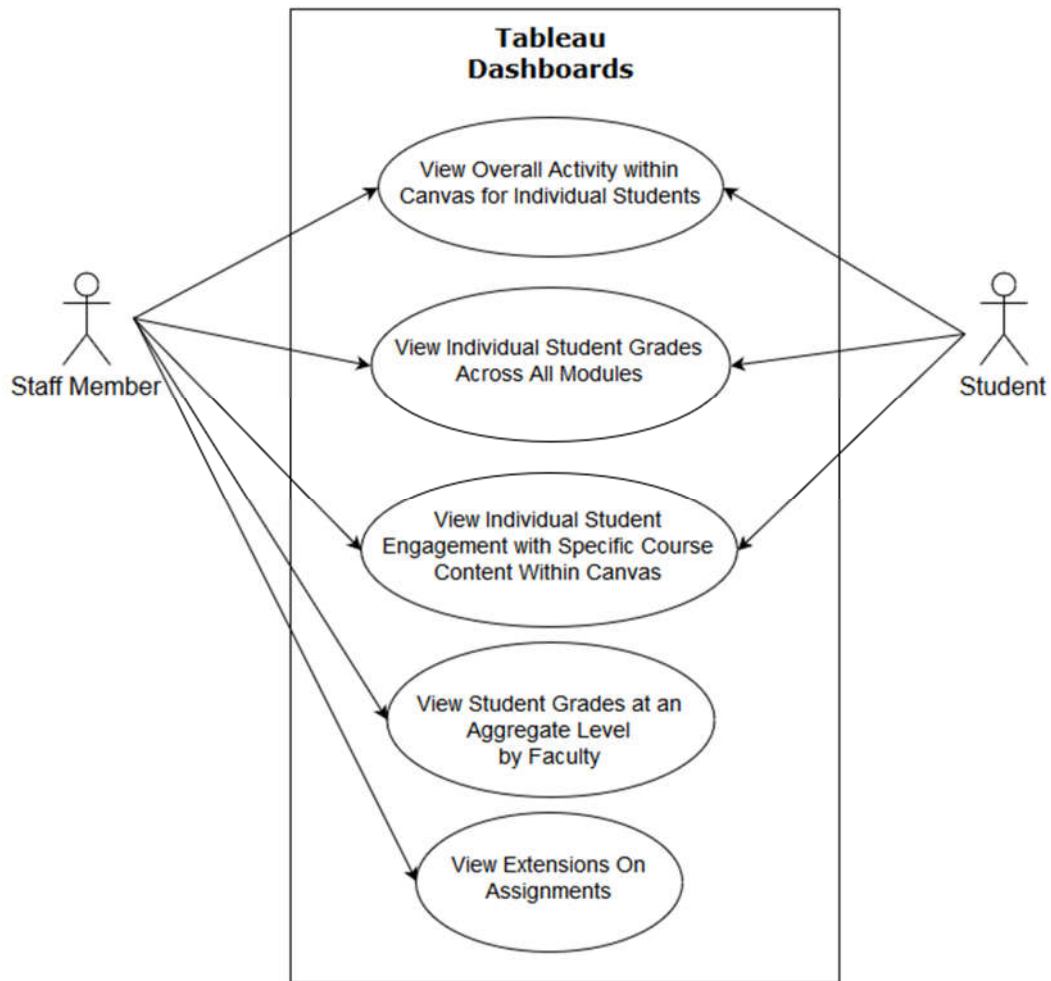 Tableau
Dashboards
View Overall Activity within
Canvas for Individual Students
View Individual Student Grades
Across All Modules
Staff Member
Student
View Individual Student
Engagement with Specific Course
Content Within Canvas
View Student Grades at an
Aggregate Level
by Faculty
View Extensions On
Assignments